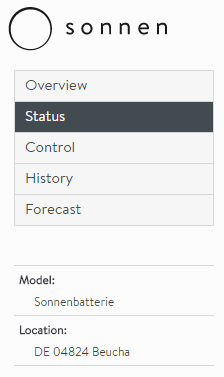 sonnen
Overview
Status
Control
History
Forecast
Model:
Sonnenbatterie
Location:
DE 04824 Beucha